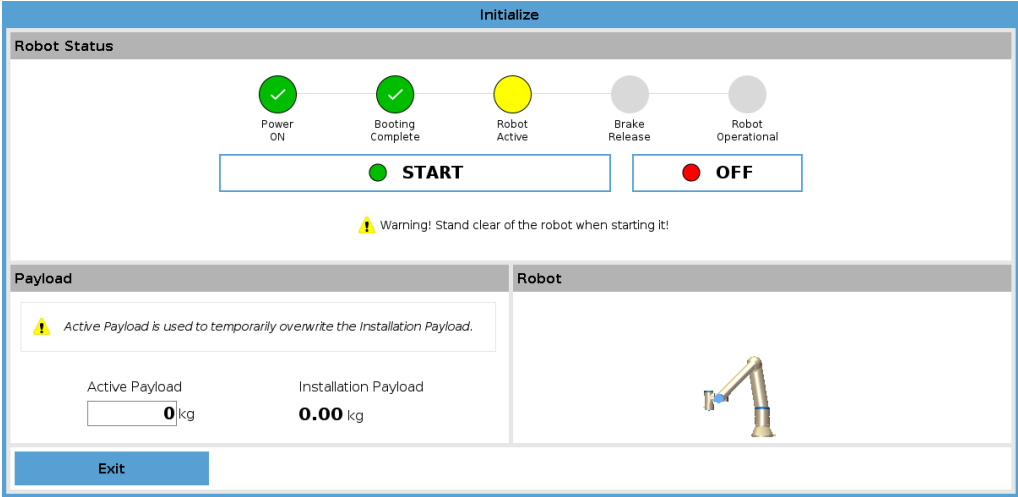 Initialize
Robot Status
Power
ON
Booting
Complete
Robot
Active
Brake
Release
Robot
Operational
START
OFF
Warning! Stand clear of the robot when starting it!
Payload
Robot
Active Payload is used to temporarily overwrite the Installation Payload.
Active Payload
Installation Payload
0 kg
0.00 kg
Exit